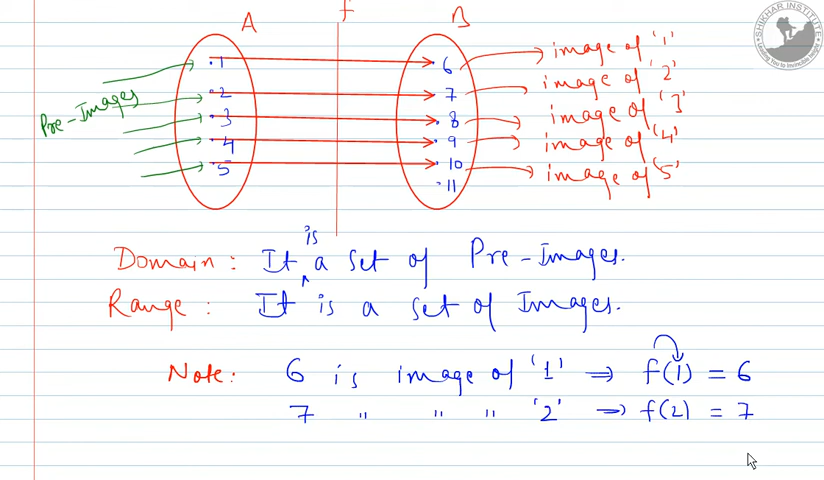 f
A B
SHIKHAR INSTITUTE
Pre-Images
.1 6 image of '1'
.2 7 image of '2'
.3 8 image of '3'
.4 9 image of '4'
.5 10 image of '5'
.11
is
Domain : It ^ a set of Pre-Images.
Range : It is a set of Images.
Note: 6 is image of '1' → f(1) = 6
7 " " " '2' → f(2) = 7